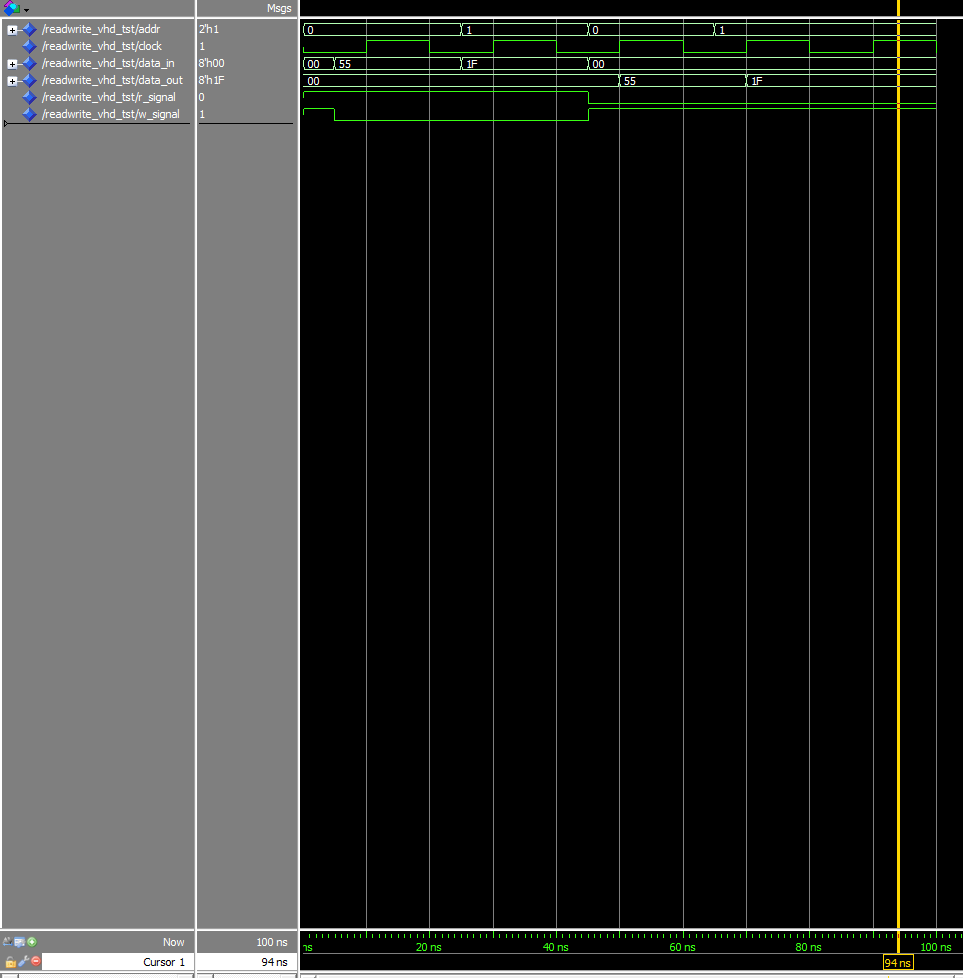 Msgs
/readwrite_vhd_tst/addr 2'h1 0 1 0 1
/readwrite_vhd_tst/clock 1
/readwrite_vhd_tst/data_in 8'h00 00 55 1F 00
/readwrite_vhd_tst/data_out 8'h1F 00 55 1F
/readwrite_vhd_tst/r_signal 0
/readwrite_vhd_tst/w_signal 1
Now 100 ns ns 20 ns 40 ns 60 ns 80 ns 100 ns
Cursor 1 94 ns 94 ns